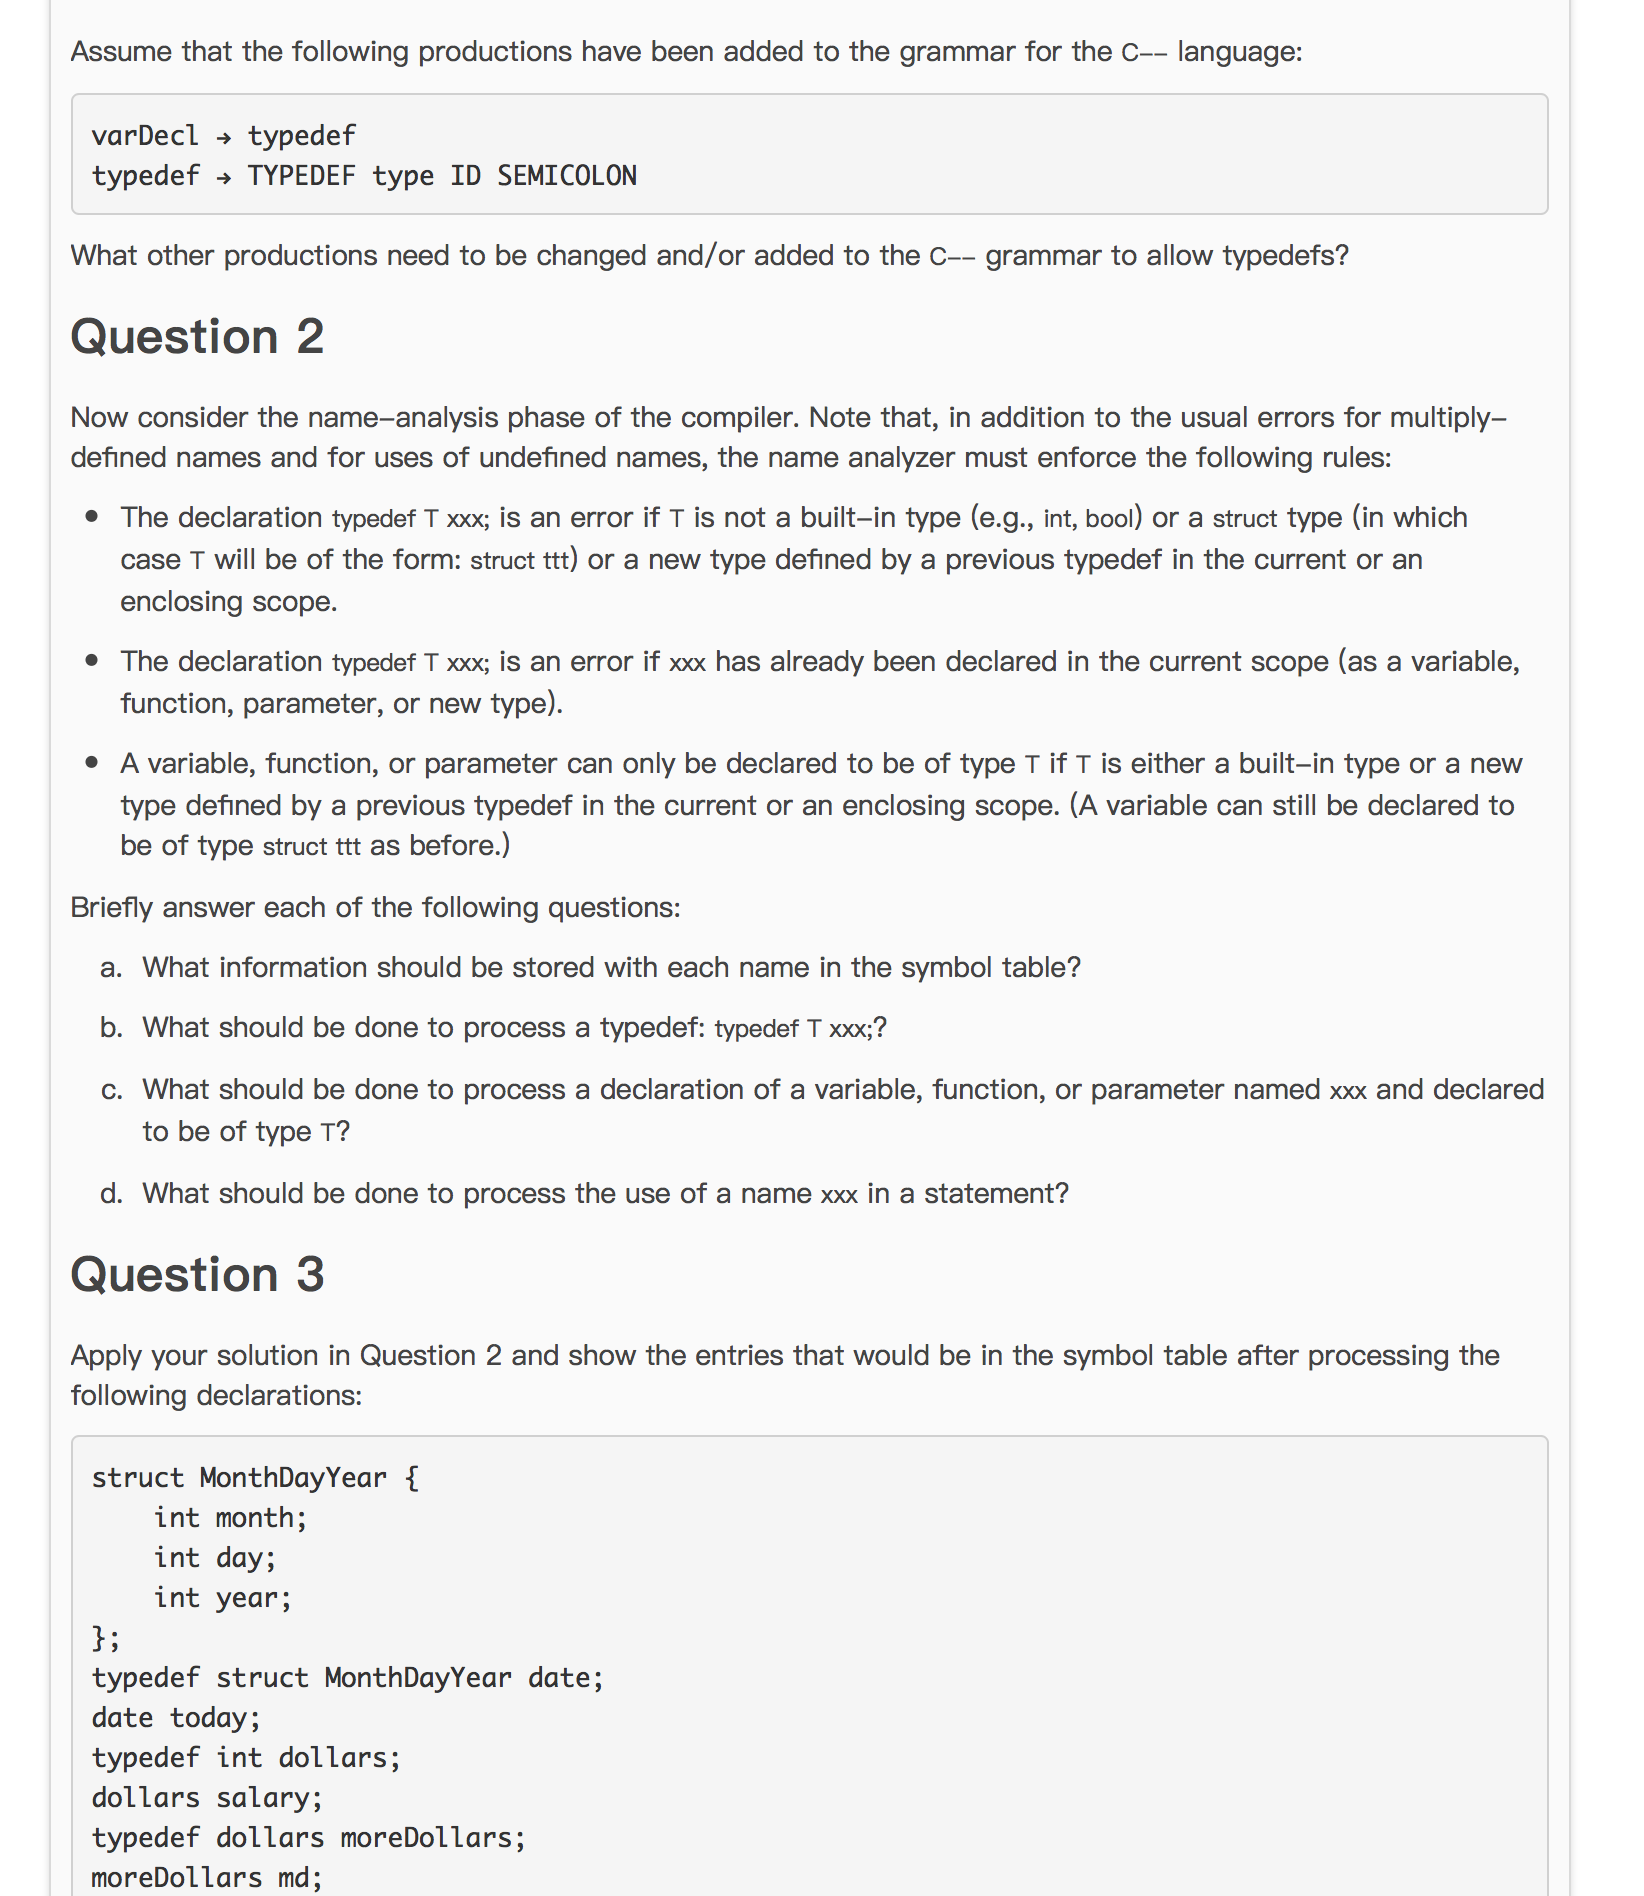 Assume that the following productions have been added to the grammar for the C-- language:
varDecl → typedef
typedef → TYPEDEF type ID SEMICOLON
What other productions need to be changed and/or added to the C-- grammar to allow typedefs?
Question 2
Now consider the name-analysis phase of the compiler. Note that, in addition to the usual errors for multiply-
defined names and for uses of undefined names, the name analyzer must enforce the following rules:
• The declaration typedef T xxx; is an error if T is not a built-in type (e.g., int, bool) or a struct type (in which
case T will be of the form: struct ttt) or a new type defined by a previous typedef in the current or an
enclosing scope.
• The declaration typedef T xxx; is an error if xxx has already been declared in the current scope (as a variable,
function, parameter, or new type).
• A variable, function, or parameter can only be declared to be of type T if T is either a built-in type or a new
type defined by a previous typedef in the current or an enclosing scope. (A variable can still be declared to
be of type struct ttt as before.)
Briefly answer each of the following questions:
a. What information should be stored with each name in the symbol table?
b. What should be done to process a typedef: typedef T xxx;?
c. What should be done to process a declaration of a variable, function, or parameter named xxx and declared
to be of type T?
d. What should be done to process the use of a name xxx in a statement?
Question 3
Apply your solution in Question 2 and show the entries that would be in the symbol table after processing the
following declarations:
struct MonthDayYear {
    int month;
    int day;
    int year;
};
typedef struct MonthDayYear date;
date today;
typedef int dollars;
dollars salary;
typedef dollars moreDollars;
moreDollars md;